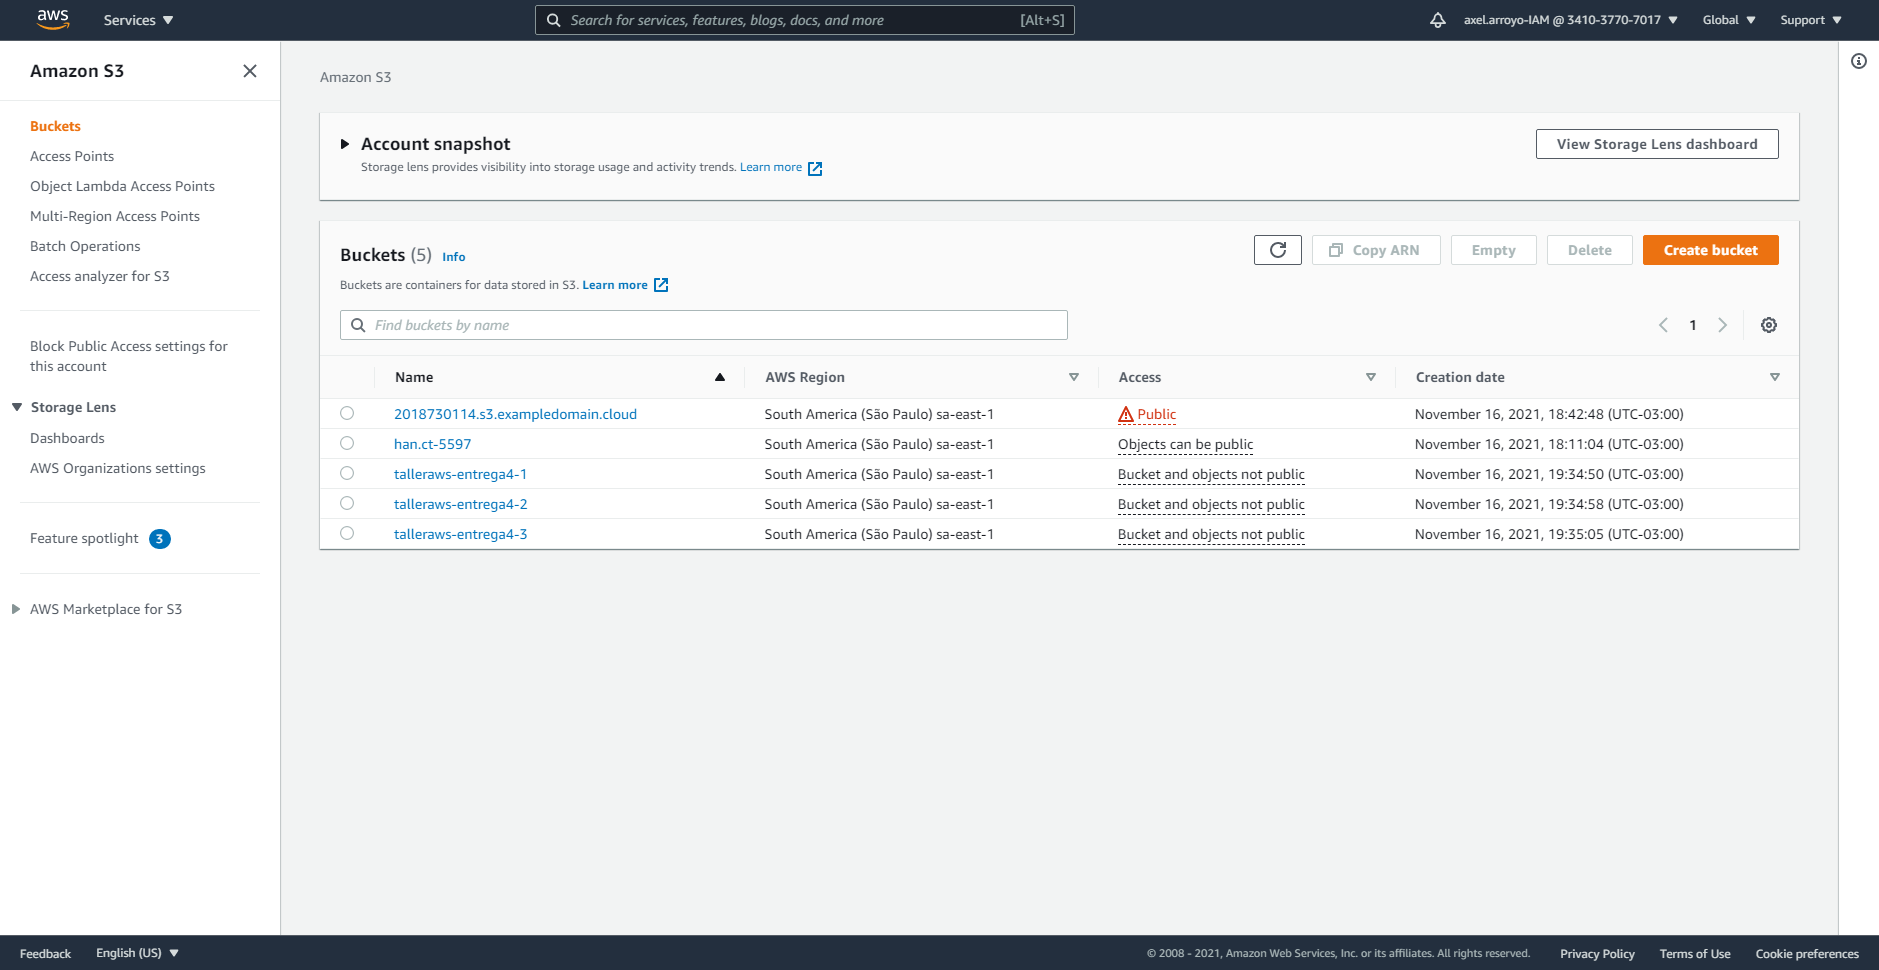 aws Services Search for services, features, blogs, docs, and more [Alt+S] axel.arroyo-IAM @ 3410-3770-7017 Global Support
Amazon S3
Buckets
Access Points
Object Lambda Access Points
Multi-Region Access Points
Batch Operations
Access analyzer for S3
Block Public Access settings for
this account
Storage Lens
Dashboards
AWS Organizations settings
Feature spotlight 3
AWS Marketplace for S3
Amazon S3
Account snapshot
Storage lens provides visibility into storage usage and activity trends. Learn more
View Storage Lens dashboard
Buckets (5) Info
Copy ARN Empty Delete Create bucket
Buckets are containers for data stored in S3. Learn more
Find buckets by name
1
Name AWS Region Access Creation date
2018730114.s3.exampledomain.cloud South America (São Paulo) sa-east-1 Public November 16, 2021, 18:42:48 (UTC-03:00)
han.ct-5597 South America (São Paulo) sa-east-1 Objects can be public November 16, 2021, 18:11:04 (UTC-03:00)
talleraws-entrega4-1 South America (São Paulo) sa-east-1 Bucket and objects not public November 16, 2021, 19:34:50 (UTC-03:00)
talleraws-entrega4-2 South America (São Paulo) sa-east-1 Bucket and objects not public November 16, 2021, 19:34:58 (UTC-03:00)
talleraws-entrega4-3 South America (São Paulo) sa-east-1 Bucket and objects not public November 16, 2021, 19:35:05 (UTC-03:00)
Feedback English (US) © 2008 - 2021, Amazon Web Services, Inc. or its affiliates. All rights reserved. Privacy Policy Terms of Use Cookie preferences